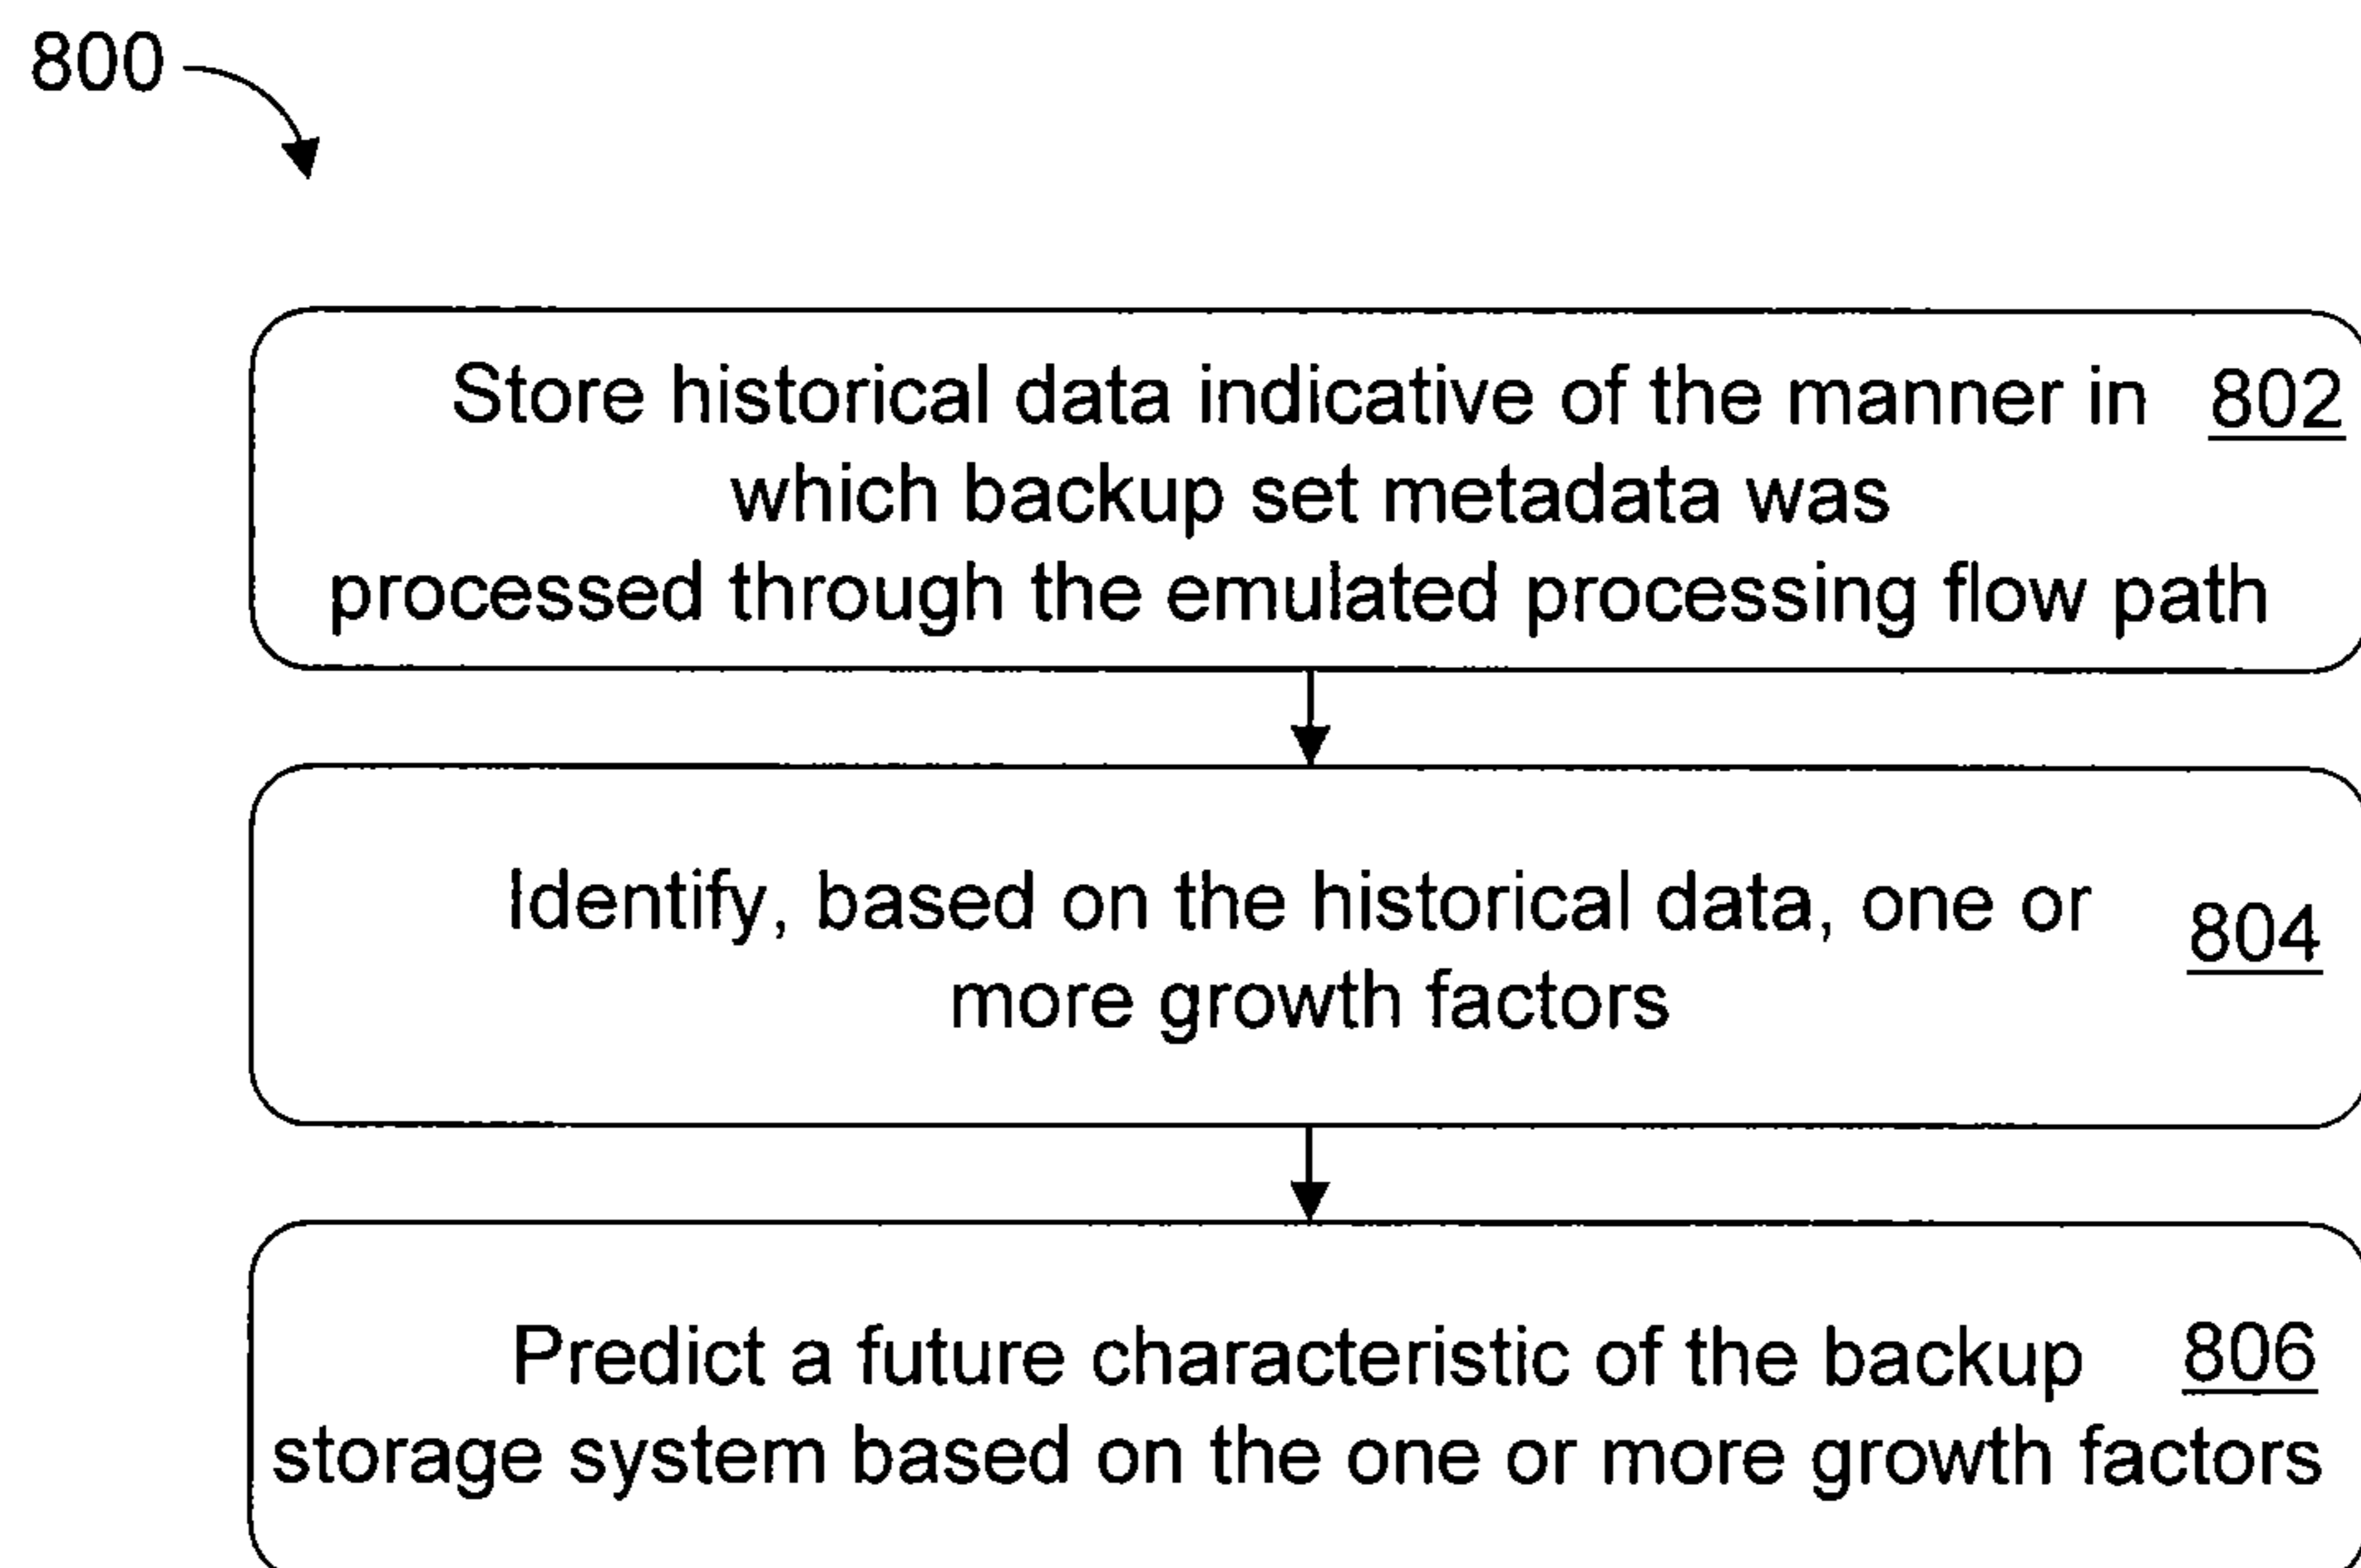 800
Store historical data indicative of the manner in 802
which backup set metadata was
processed through the emulated processing flow path
Identify, based on the historical data, one or 804
more growth factors
Predict a future characteristic of the backup 806
storage system based on the one or more growth factors